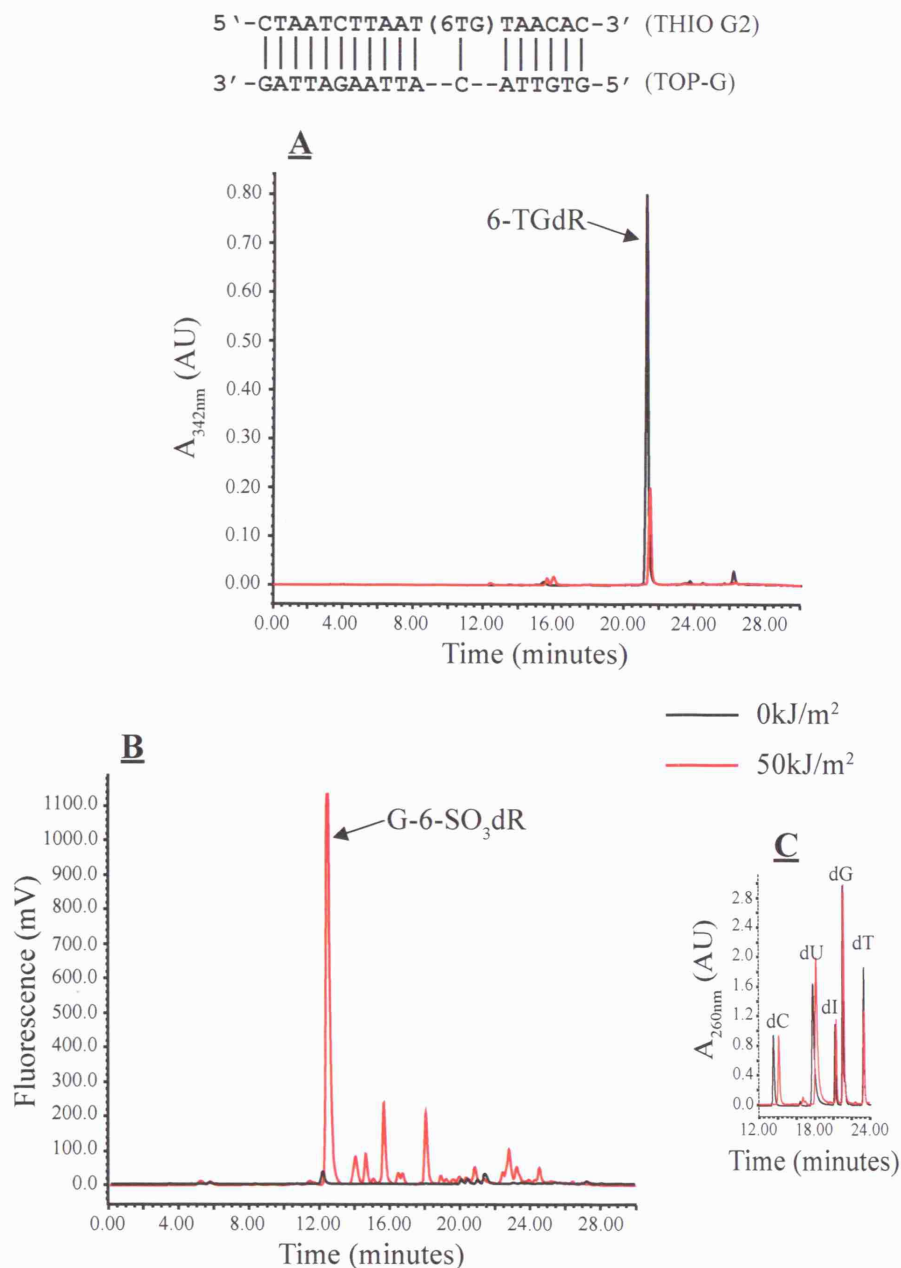 5'-CTAATCTTAAT(6TG)TAACAC-3' (THIO G2)
3'-GATTAGAATTA--C--ATTGTG-5' (TOP-G)
A
6-TGdR
A342nm (AU)
0.80
0.70
0.60
0.50
0.40
0.30
0.20
0.10
0.00
0.00 4.00 8.00 12.00 16.00 20.00 24.00 28.00
Time (minutes)
0kJ/m²
50kJ/m²
B
G-6-SO₃dR
Fluorescence (mV)
1100.0
1000.0
900.0
800.0
700.0
600.0
500.0
400.0
300.0
200.0
100.0
0.0
0.00 4.00 8.00 12.00 16.00 20.00 24.00 28.00
Time (minutes)
C
dG
dU
dT
dI
dC
A260nm (AU)
2.8
2.4
1.6
1.2
0.8
0.4
0.0
12.00 18.00 24.00
Time (minutes)